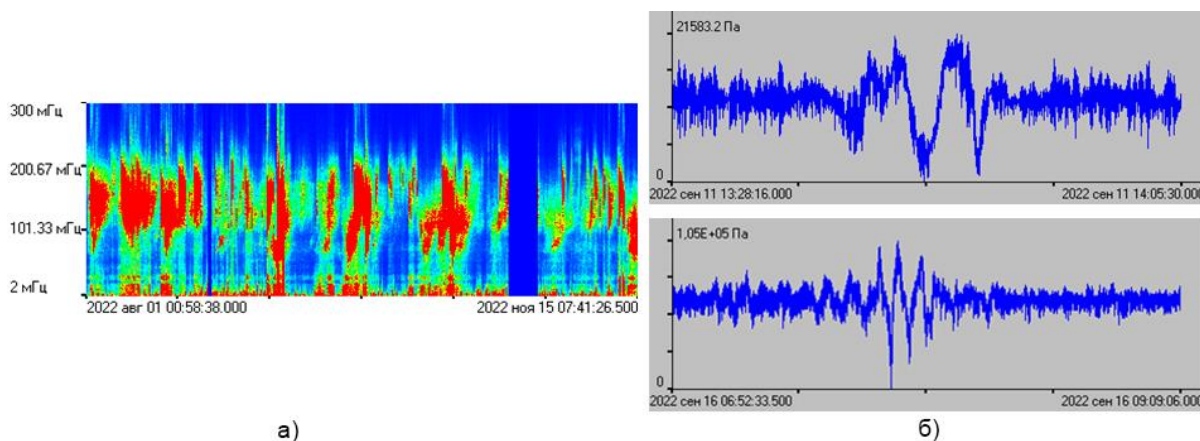 300 мГц
200.67 мГц
101.33 мГц
2 мГц
2022 авг 01 00:58:38.000
2022 ноя 15 07:41:26.500
а)
21583.2 Па
0
2022 сен 11 13:28:16.000
2022 сен 11 14:05:30.000
1,05E+05 Па
0
2022 сен 16 06:52:33.500
2022 сен 16 09:09:06.000
б)